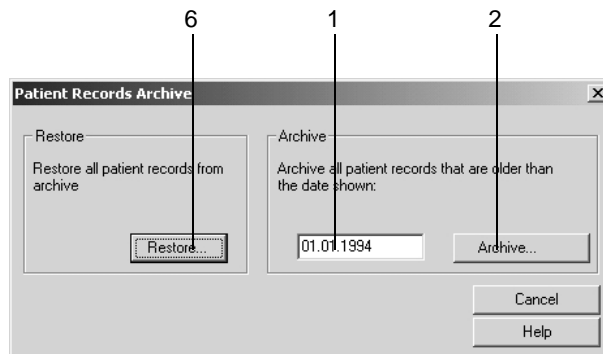 6 1 2
Patient Records Archive
Restore
Restore all patient records from
archive
Restore...
Archive
Archive all patient records that are older than
the date shown:
01.01.1994
Archive...
Cancel
Help